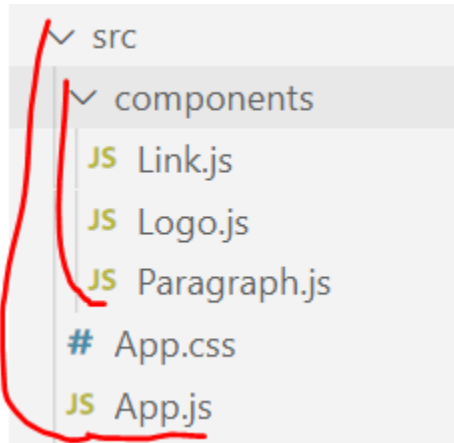 src
components
JS Link.js
JS Logo.js
JS Paragraph.js
# App.css
JS App.js